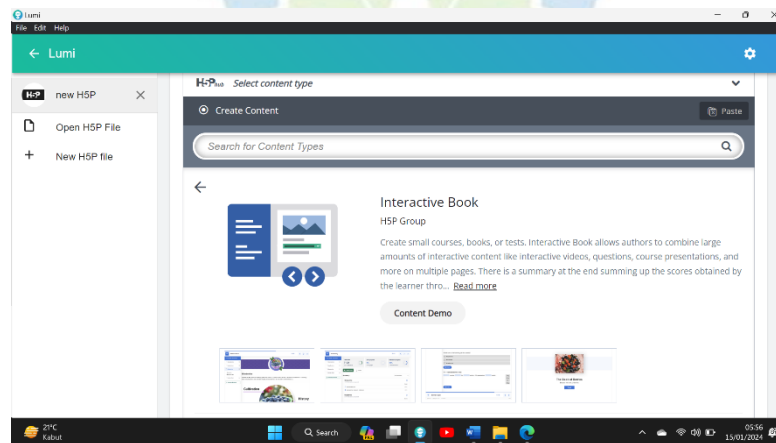 Lumi
File Edit Help
← Lumi
H5P Hub Select content type
H5P new H5P ×
Create Content
Paste
Open H5P File
Search for Content Types
+ New H5P file
Interactive Book
H5P Group
Create small courses, books, or tests. Interactive Book allows authors to combine large
amounts of interactive content like interactive videos, questions, course presentations, and
more on multiple pages. There is a summary at the end summing up the scores obtained by
the learner thro... Read more
Content Demo
21°C
Kabut
Search
05:56
15/01/2024